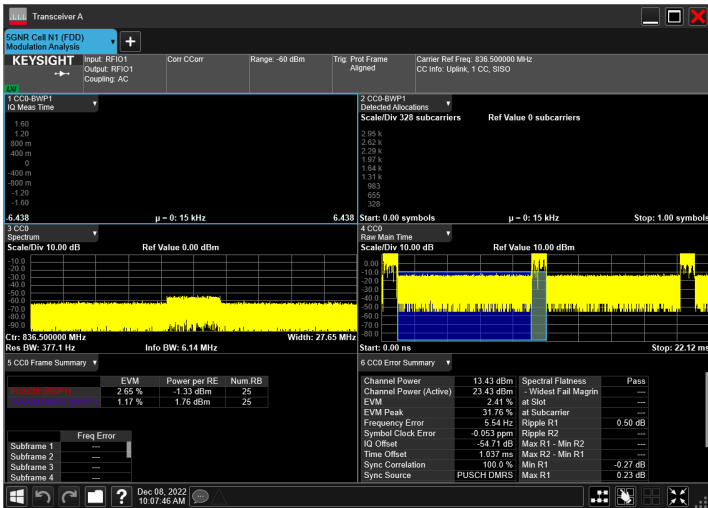 Transceiver A
5GNR Cell N1 (FDD)
Modulation Analysis
KEYSIGHT
LXI
Input: RFIO1
Output: RFIO1
Coupling: AC
Corr CCorr
Range: -60 dBm
Trig: Prot Frame
Aligned
Carrier Ref Freq: 836.500000 MHz
CC Info: Uplink, 1 CC, SISO
1 CC0-BWP1
IQ Meas Time
1.60
1.20
800 m
400 m
0
-400 m
-800 m
-1.20
-1.60
-6.438 μ = 0: 15 kHz 6.438
2 CC0-BWP1
Detected Allocations
Scale/Div 328 subcarriers Ref Value 0 subcarriers
2.95 k
2.62 k
2.29 k
1.97 k
1.64 k
1.31 k
983
655
328
Start: 0.00 symbols μ = 0: 15 kHz Stop: 1.00 symbols
3 CC0
Spectrum
Scale/Div 10.00 dB Ref Value 0.00 dBm
-10.0
-20.0
-30.0
-40.0
-50.0
-60.0
-70.0
-80.0
-90.0
Ctr: 836.500000 MHz Width: 27.65 MHz
Res BW: 377.1 Hz Info BW: 6.14 MHz
4 CC0
Raw Main Time
Scale/Div 10.00 dB Ref Value 10.00 dBm
0.00
-10.0
-20.0
-30.0
-40.0
-50.0
-60.0
-70.0
-80.0
Start: 0.00 ns Stop: 22.12 ms
5 CC0 Frame Summary
EVM Power per RE Num.RB
2.65 % -1.33 dBm 25
1.17 % 1.76 dBm 25
Freq Error
Subframe 1 ---
Subframe 2 ---
Subframe 3 ---
Subframe 4 ---
6 CC0 Error Summary
Channel Power 13.43 dBm Spectral Flatness Pass
Channel Power (Active) 23.43 dBm - Widest Fail Magrin ---
EVM 2.41 % at Slot ---
EVM Peak 31.76 % at Subcarrier ---
Frequency Error 5.54 Hz Ripple R1 0.50 dB
Symbol Clock Error -0.053 ppm Ripple R2 ---
IQ Offset -54.71 dB Max R1 - Min R2 ---
Time Offset 1.037 ms Max R2 - Min R1 ---
Sync Correlation 100.0 % Min R1 -0.27 dB
Sync Source PUSCH DMRS Max R1 0.23 dB
Dec 08, 2022
10:07:46 AM